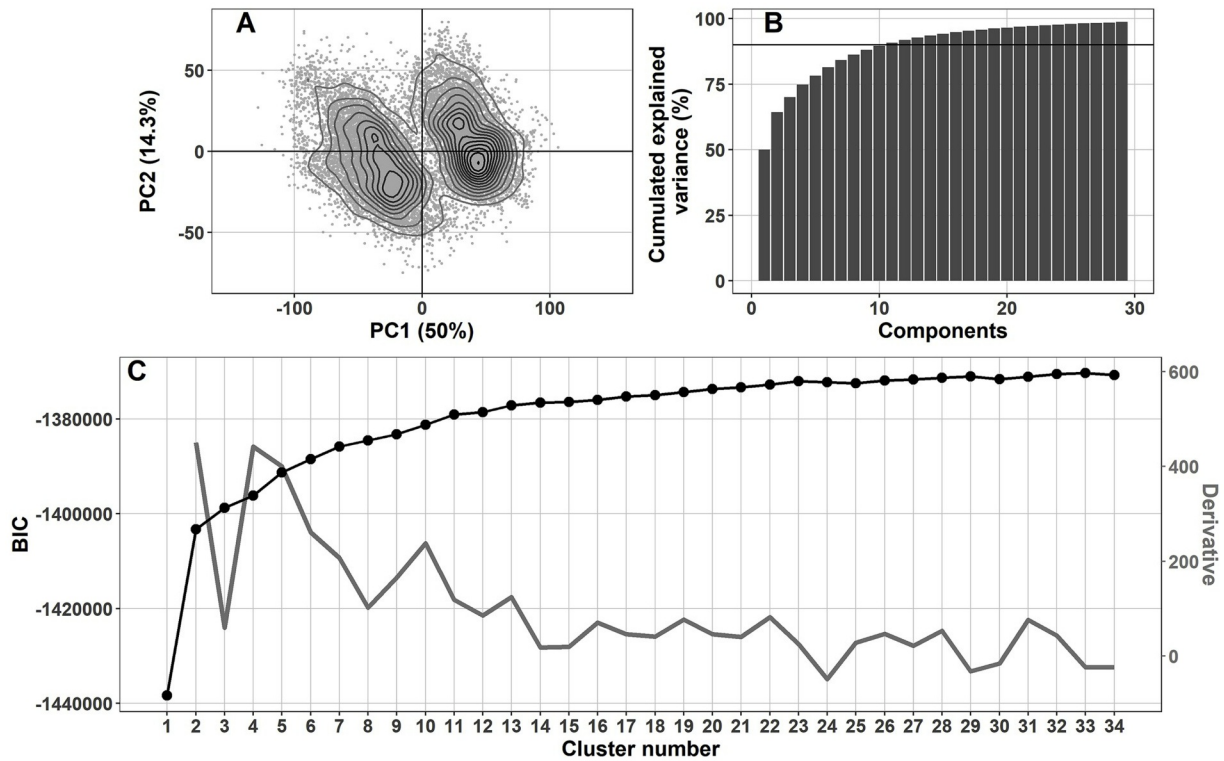 A
PC2 (14.3%)
50
0
-50
-100
0
100
PC1 (50%)
B
Cumulated explained
variance (%)
100
75
50
25
0
0
10
20
30
Components
C
BIC
-1380000
-1400000
-1420000
-1440000
600
400
200
0
Derivative
1 2 3 4 5 6 7 8 9 10 11 12 13 14 15 16 17 18 19 20 21 22 23 24 25 26 27 28 29 30 31 32 33 34
Cluster number